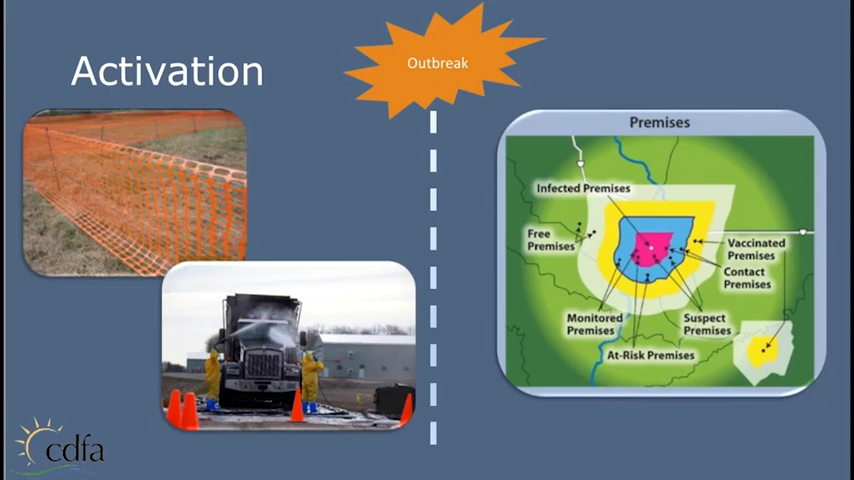 Activation
Outbreak
Premises
Infected Premises
Free
Premises
Vaccinated
Premises
Contact
Premises
Monitored
Premises
Suspect
Premises
At-Risk Premises
cdfa